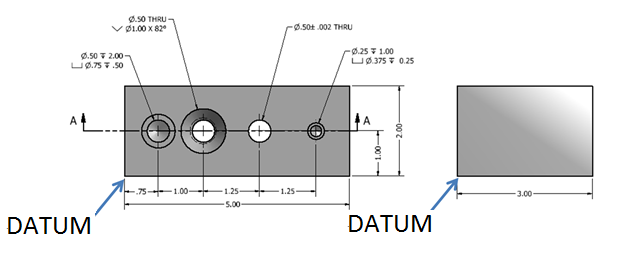 Ø.50 THRU
⌵ Ø1.00 X 82°
Ø.50 ↧ 2.00
⌴ Ø.75 ↧ .50
Ø.50± .002 THRU
Ø.25 ↧ 1.00
⌴ Ø.375 ↧ 0.25
A
A
2.00
1.00
.75
1.00
1.25
1.25
5.00
3.00
DATUM
DATUM